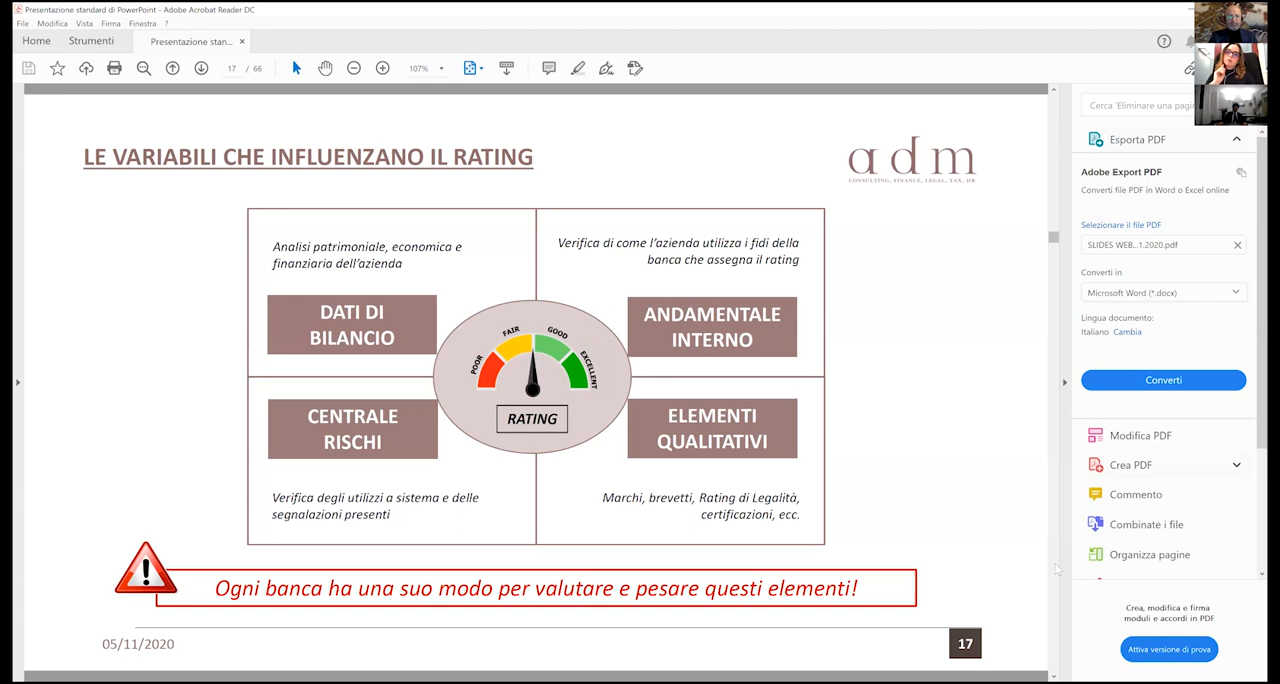 Presentazione standard di PowerPoint - Adobe Acrobat Reader DC
File Modifica Vista Firma Finestra ?
Home Strumenti Presentazione stan... ×
17 / 66 107%
LE VARIABILI CHE INFLUENZANO IL RATING
adm
CONSULTING, FINANCE, LEGAL, TAX, HR
Analisi patrimoniale, economica e
finanziaria dell'azienda
DATI DI
BILANCIO
Verifica di come l'azienda utilizza i fidi della
banca che assegna il rating
ANDAMENTALE
INTERNO
POOR
FAIR
GOOD
EXCELLENT
RATING
CENTRALE
RISCHI
Verifica degli utilizzi a sistema e delle
segnalazioni presenti
ELEMENTI
QUALITATIVI
Marchi, brevetti, Rating di Legalità,
certificazioni, ecc.
!
Ogni banca ha una suo modo per valutare e pesare questi elementi!
05/11/2020
17
Cerca 'Eliminare una pagin
Esporta PDF
Adobe Export PDF
Converti file PDF in Word o Excel online
Selezionare il file PDF
SLIDES WEB...1.2020.pdf
Converti in
Microsoft Word (*.docx)
Lingua documento:
Italiano Cambia
Converti
Modifica PDF
Crea PDF
Commento
Combinate i file
Organizza pagine
Crea, modifica e firma
moduli e accordi in PDF
Attiva versione di prova